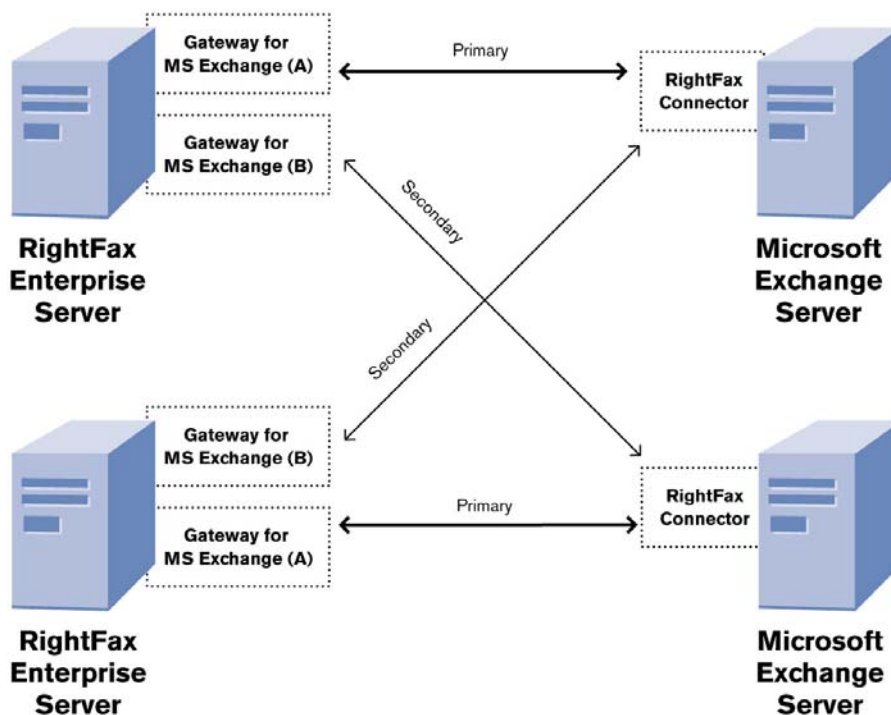 Gateway for
MS Exchange (A)
Primary
RightFax
Connector
Gateway for
MS Exchange (B)
Secondary
RightFax
Enterprise
Server
Microsoft
Exchange
Server
Secondary
Gateway for
MS Exchange (B)
RightFax
Connector
Primary
Gateway for
MS Exchange (A)
RightFax
Enterprise
Server
Microsoft
Exchange
Server